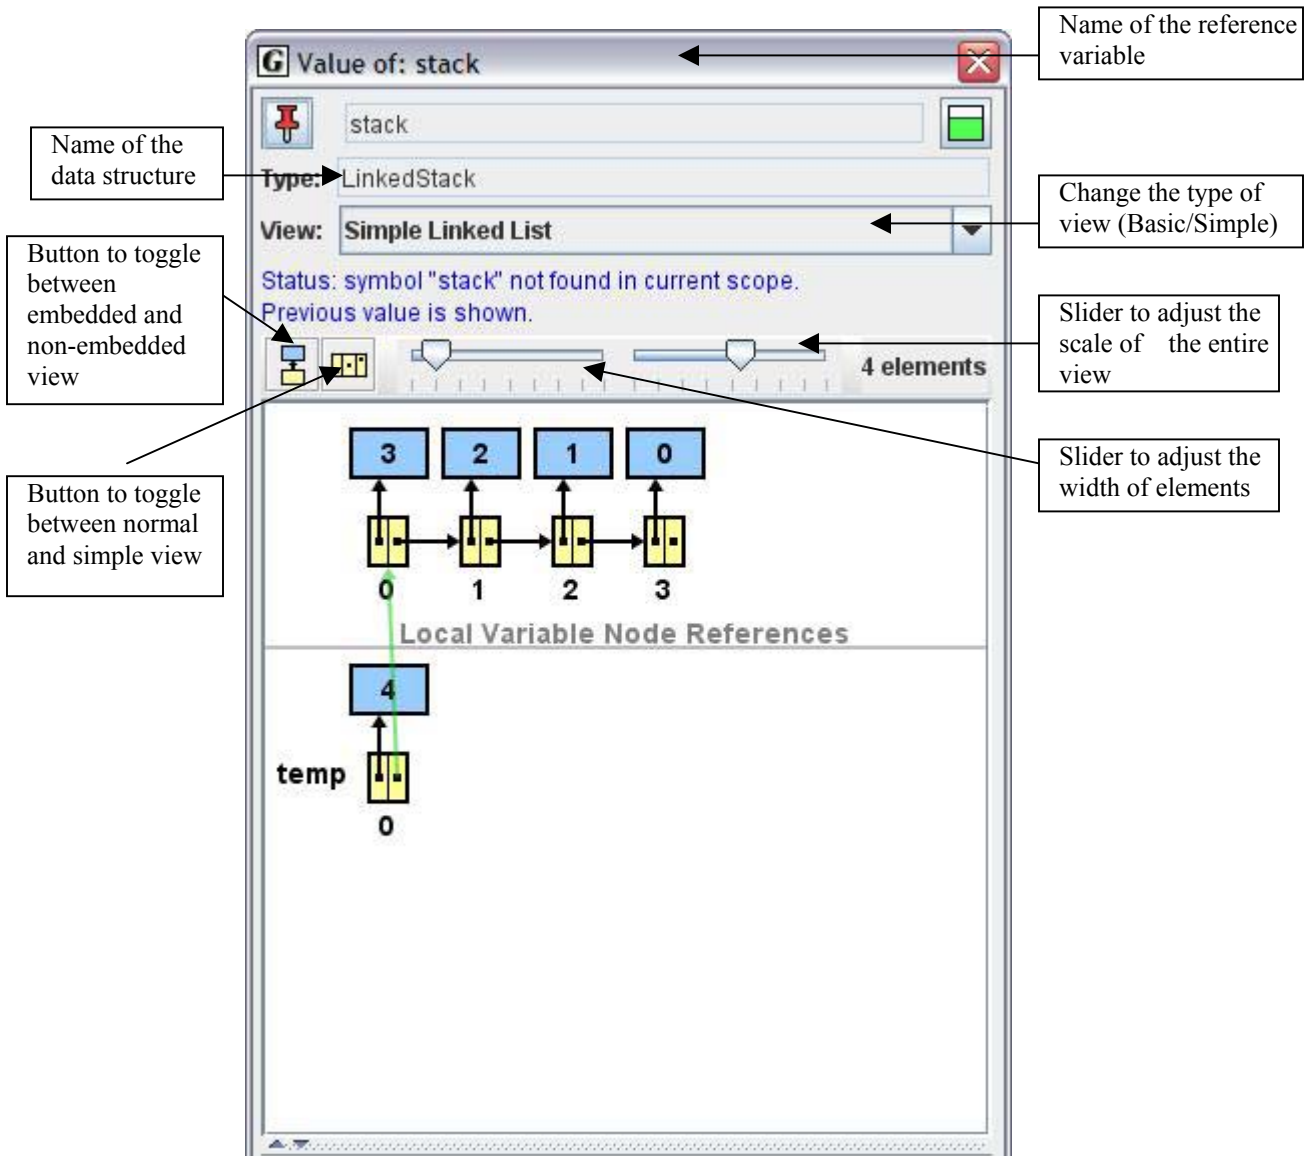 Name of the reference
variable
G Value of: stack
stack
Name of the
data structure
Type: LinkedStack
Change the type of
view (Basic/Simple)
View: Simple Linked List
Button to toggle
between
embedded and
non-embedded
view
Status: symbol "stack" not found in current scope.
Previous value is shown.
Slider to adjust the
scale of the entire
view
4 elements
Slider to adjust the
width of elements
Button to toggle
between normal
and simple view
3 2 1 0
0 1 2 3
Local Variable Node References
4
temp
0